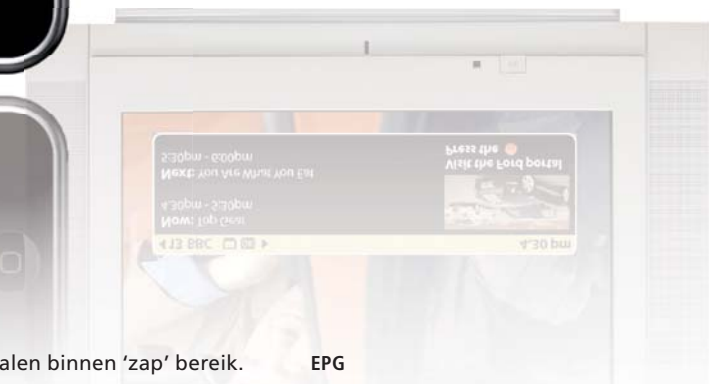 13 BBC 4.30 pm
Now: Top Gear
4.30pm - 5:30pm
Next: You Are What You Eat
5:30pm - 6:00pm
Visit the Ford portal
Press the
alen binnen ‘zap’ bereik.
EPG